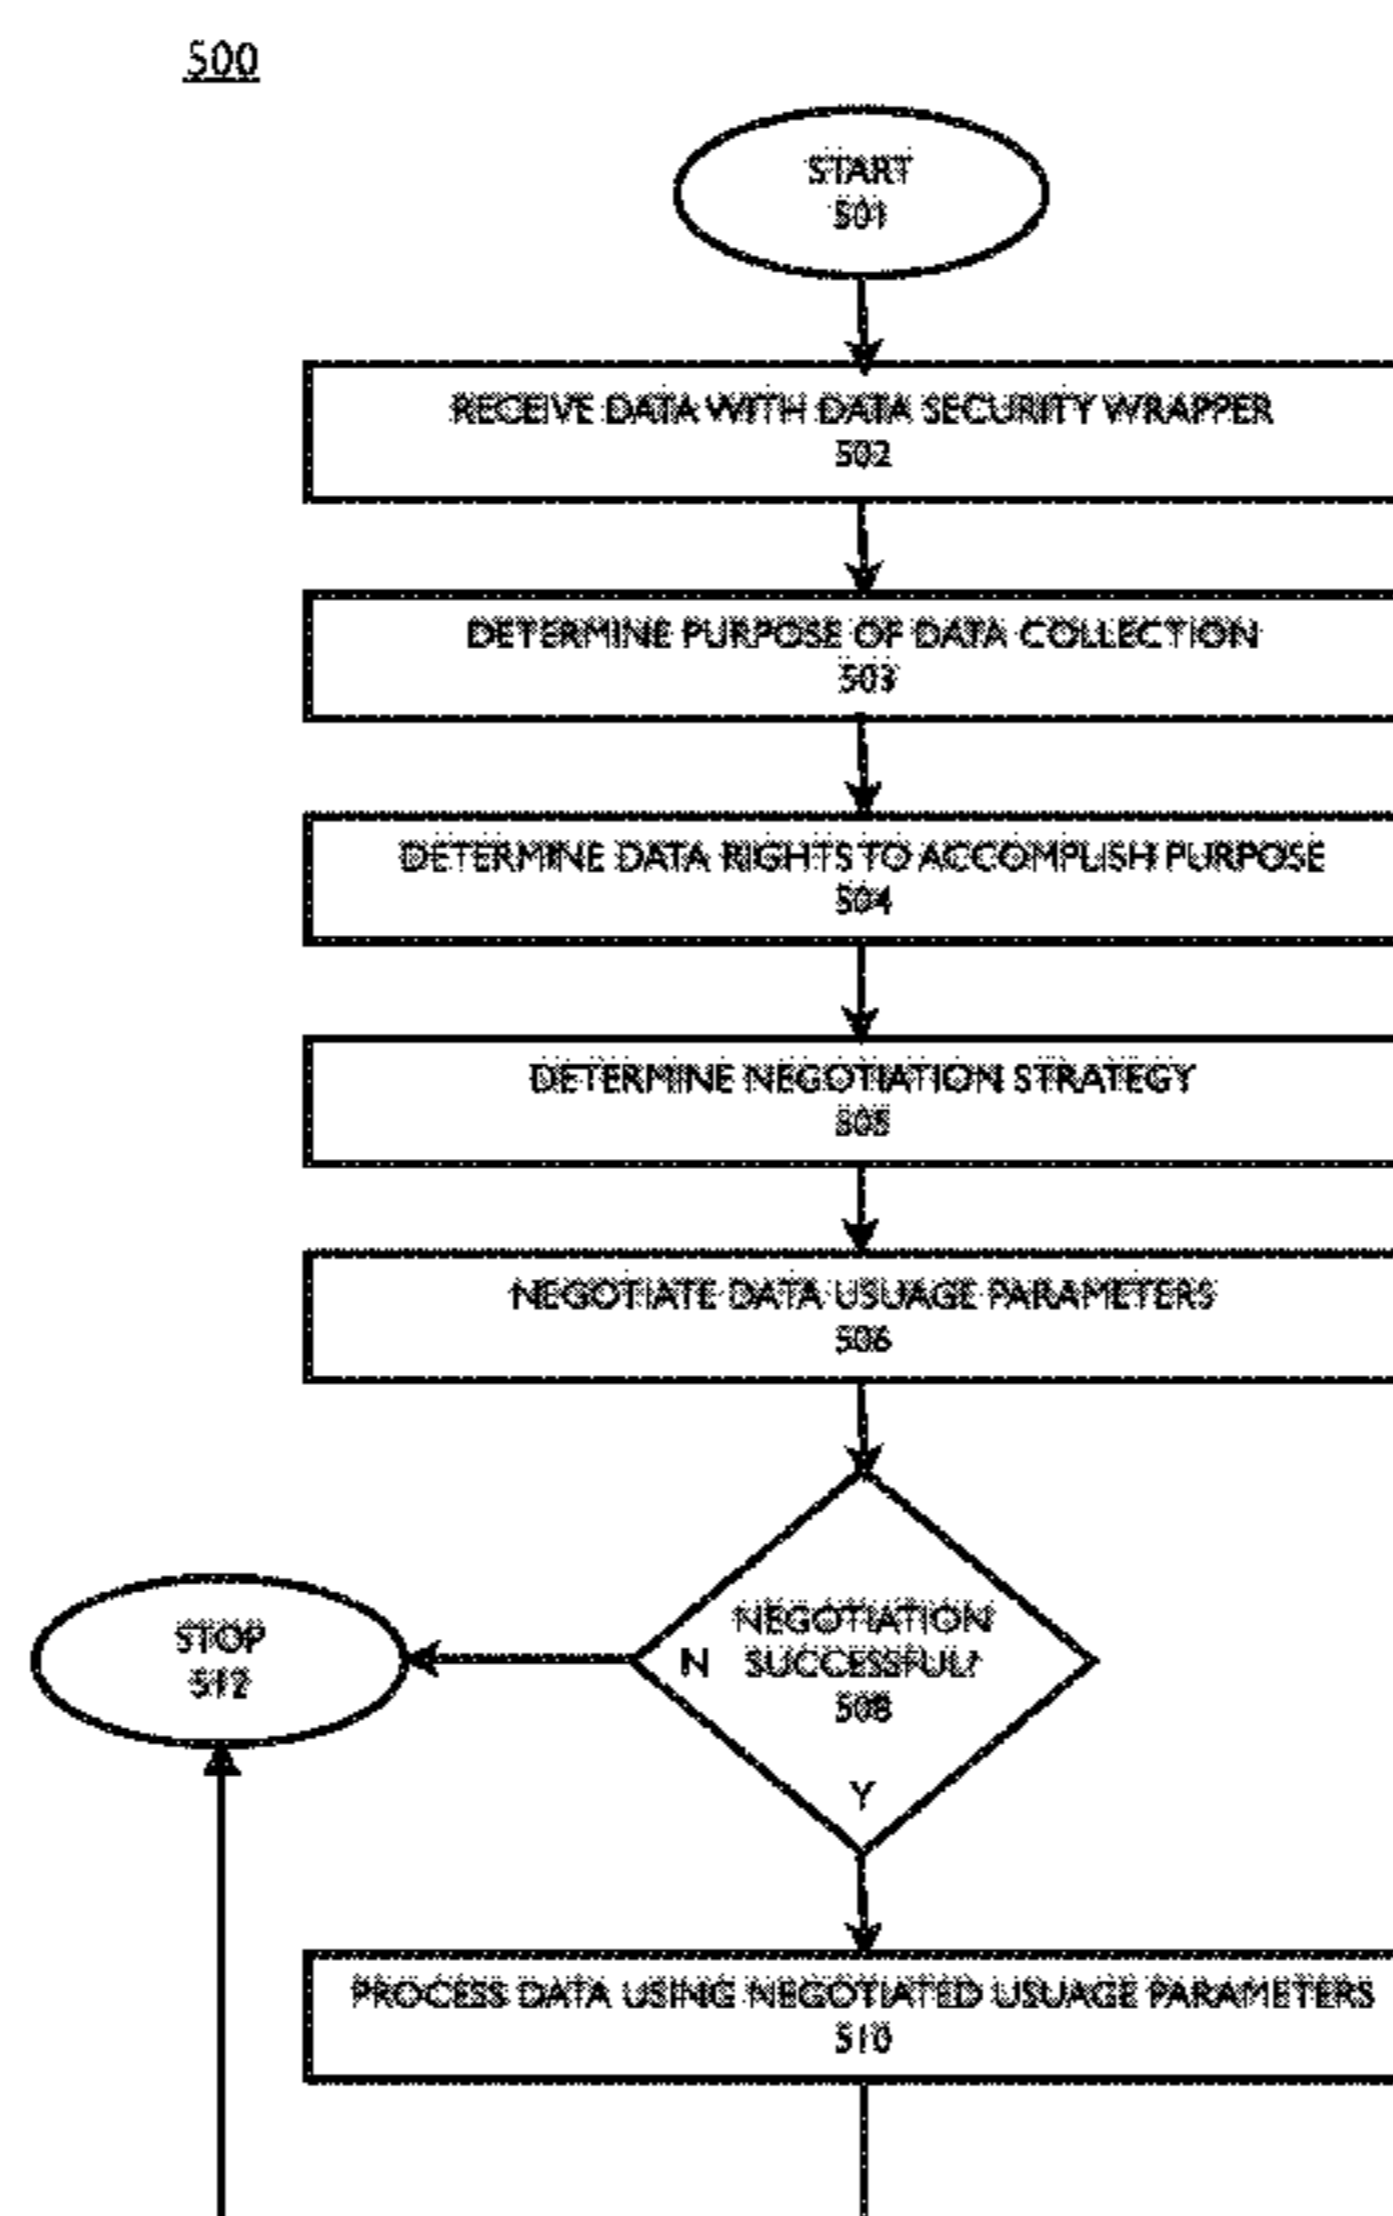 500
START
501
RECEIVE DATA WITH DATA SECURITY WRAPPER
502
DETERMINE PURPOSE OF DATA COLLECTION
503
DETERMINE DATA RIGHTS TO ACCOMPLISH PURPOSE
504
DETERMINE NEGOTIATION STRATEGY
505
NEGOTIATE DATA USUAGE PARAMETERS
506
NEGOTIATION
N SUCCESSFUL?
508
Y
STOP
512
PROCESS DATA USING NEGOTIATED USUAGE PARAMETERS
510